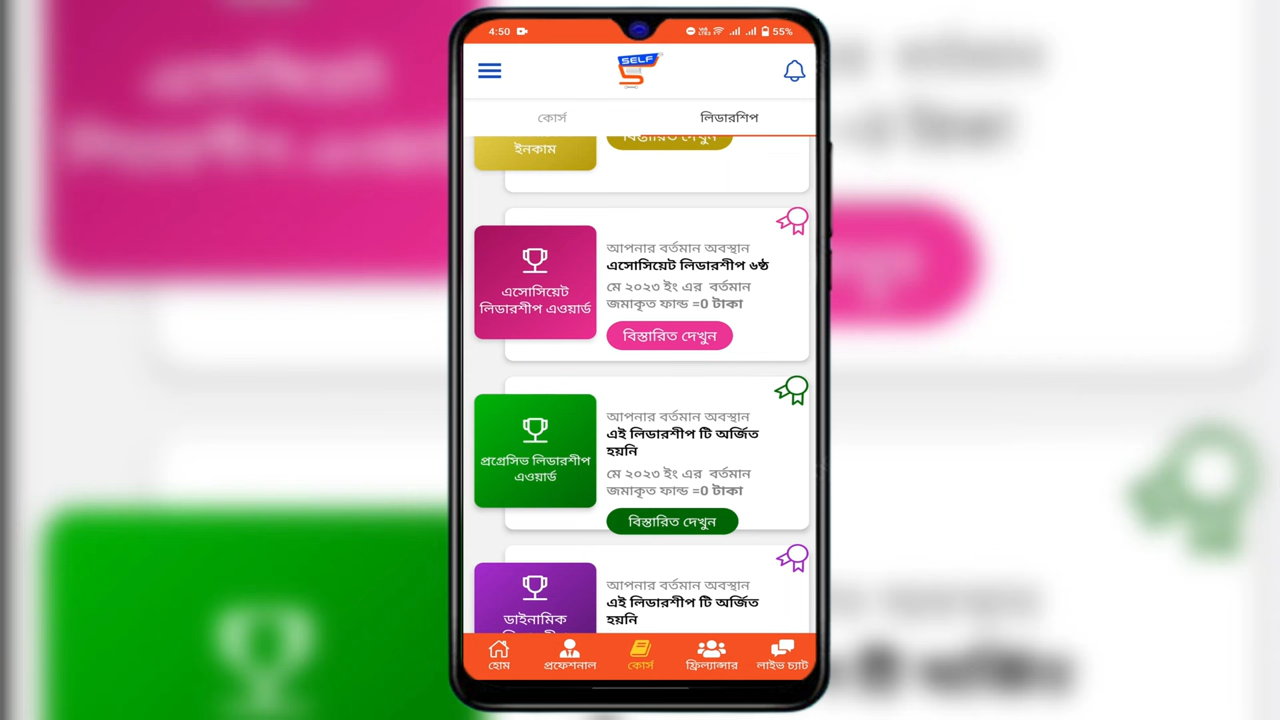 4:50
55%
SELF
কোর্স
লিডারশিপ
ইনকাম
বিস্তারিত দেখুন
আপনার বর্তমান অবস্থান
এসোসিয়েট লিডারশীপ ৬ষ্ঠ
মে ২০২৩ ইং এর বর্তমান
জমাকৃত ফান্ড =0 টাকা
এসোসিয়েট
লিডারশীপ এওয়ার্ড
বিস্তারিত দেখুন
আপনার বর্তমান অবস্থান
এই লিডারশীপ টি অর্জিত
হয়নি
মে ২০২৩ ইং এর বর্তমান
জমাকৃত ফান্ড =0 টাকা
প্রগ্রেসিভ লিডারশীপ
এওয়ার্ড
বিস্তারিত দেখুন
আপনার বর্তমান অবস্থান
এই লিডারশীপ টি অর্জিত
হয়নি
ডাইনামিক
হোম
প্রফেশনাল
কোর্স
ফ্রিল্যান্সার
লাইভ চ্যাট